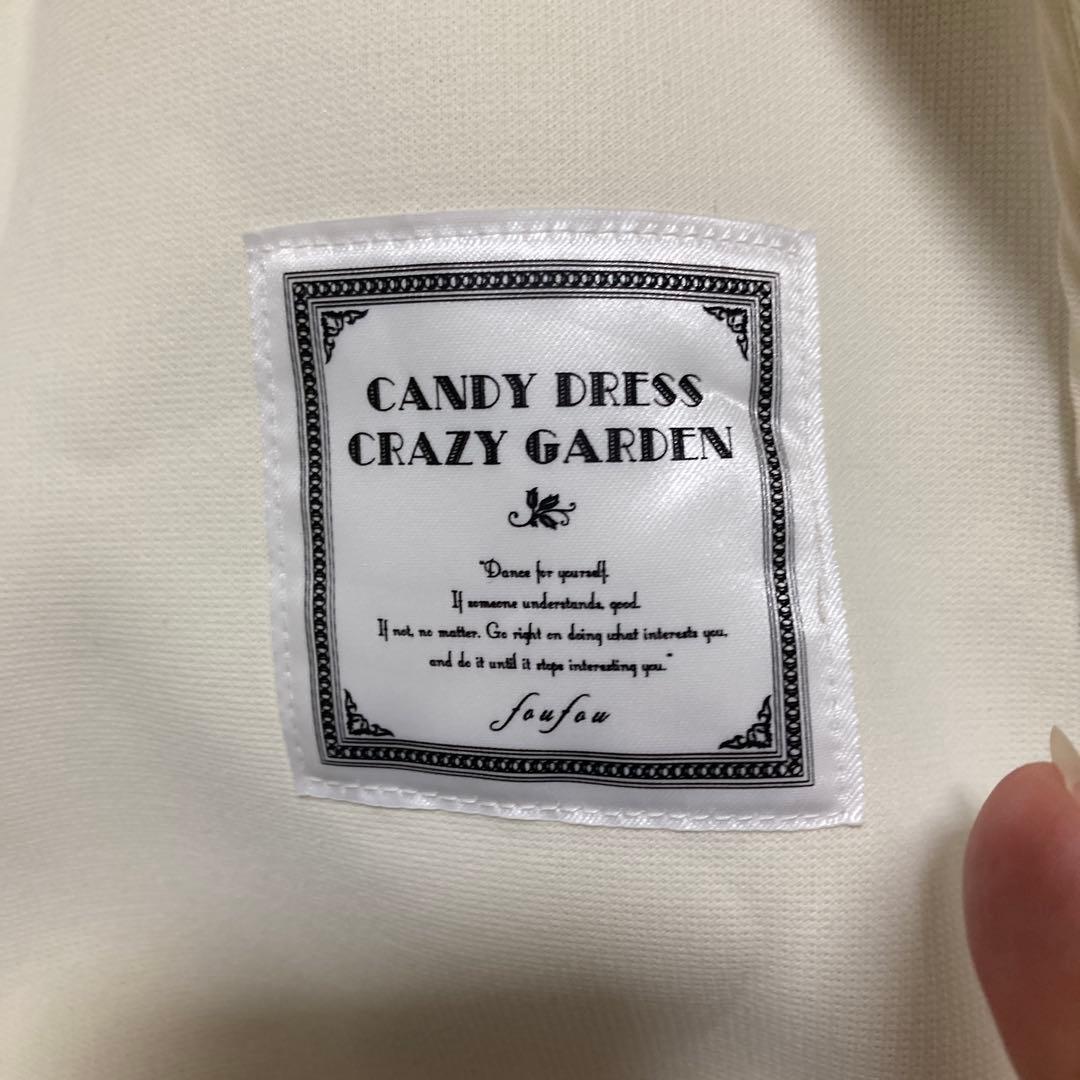 CANDY DRESS
CRAZY GARDEN
"Dance for yourself.
If someone understands, good.
If not, no matter. Go right on doing what interests you,
and do it until it stops interesting you."
foufou